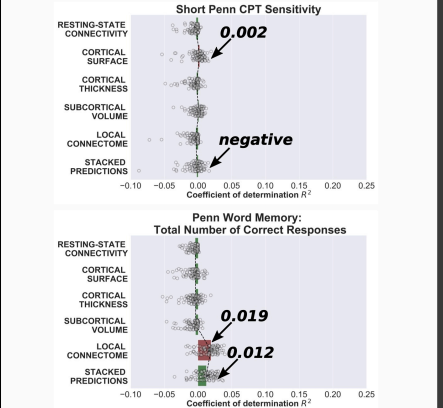 Short Penn CPT Sensitivity
RESTING-STATE
CONNECTIVITY
0.002
CORTICAL
SURFACE
CORTICAL
THICKNESS
SUBCORTICAL
VOLUME
LOCAL
CONNECTOME
negative
STACKED
PREDICTIONS
−0.10 −0.05 0.00 0.05 0.10 0.15 0.20 0.25
Coefficient of determination R²
Penn Word Memory:
Total Number of Correct Responses
RESTING-STATE
CONNECTIVITY
CORTICAL
SURFACE
CORTICAL
THICKNESS
SUBCORTICAL
VOLUME
0.019
LOCAL
CONNECTOME
0.012
STACKED
PREDICTIONS
−0.10 −0.05 0.00 0.05 0.10 0.15 0.20 0.25
Coefficient of determination R²